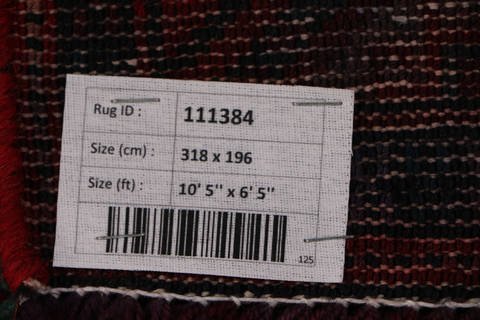 Rug ID : 111384
Size (cm) : 318 x 196
Size (ft) : 10' 5'' x 6' 5''
125